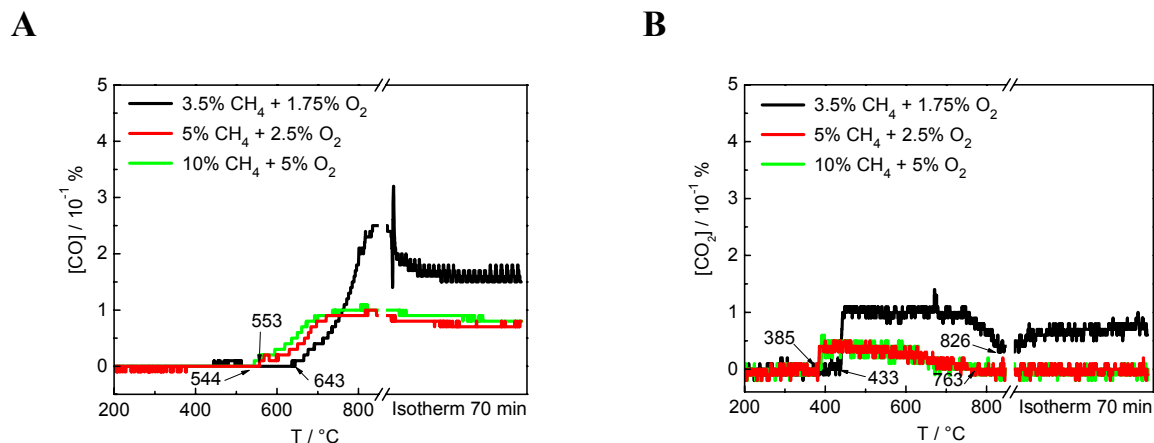 A
[CO] / 10⁻¹ %
5
4
3
2
1
0
3.5% CH₄ + 1.75% O₂
5% CH₄ + 2.5% O₂
10% CH₄ + 5% O₂
553
544
643
200 400 600 800 Isotherm 70 min
T / °C
B
[CO₂] / 10⁻¹ %
5
4
3
2
1
0
3.5% CH₄ + 1.75% O₂
5% CH₄ + 2.5% O₂
10% CH₄ + 5% O₂
385
433
826
763
200 400 600 800 Isotherm 70 min
T / °C